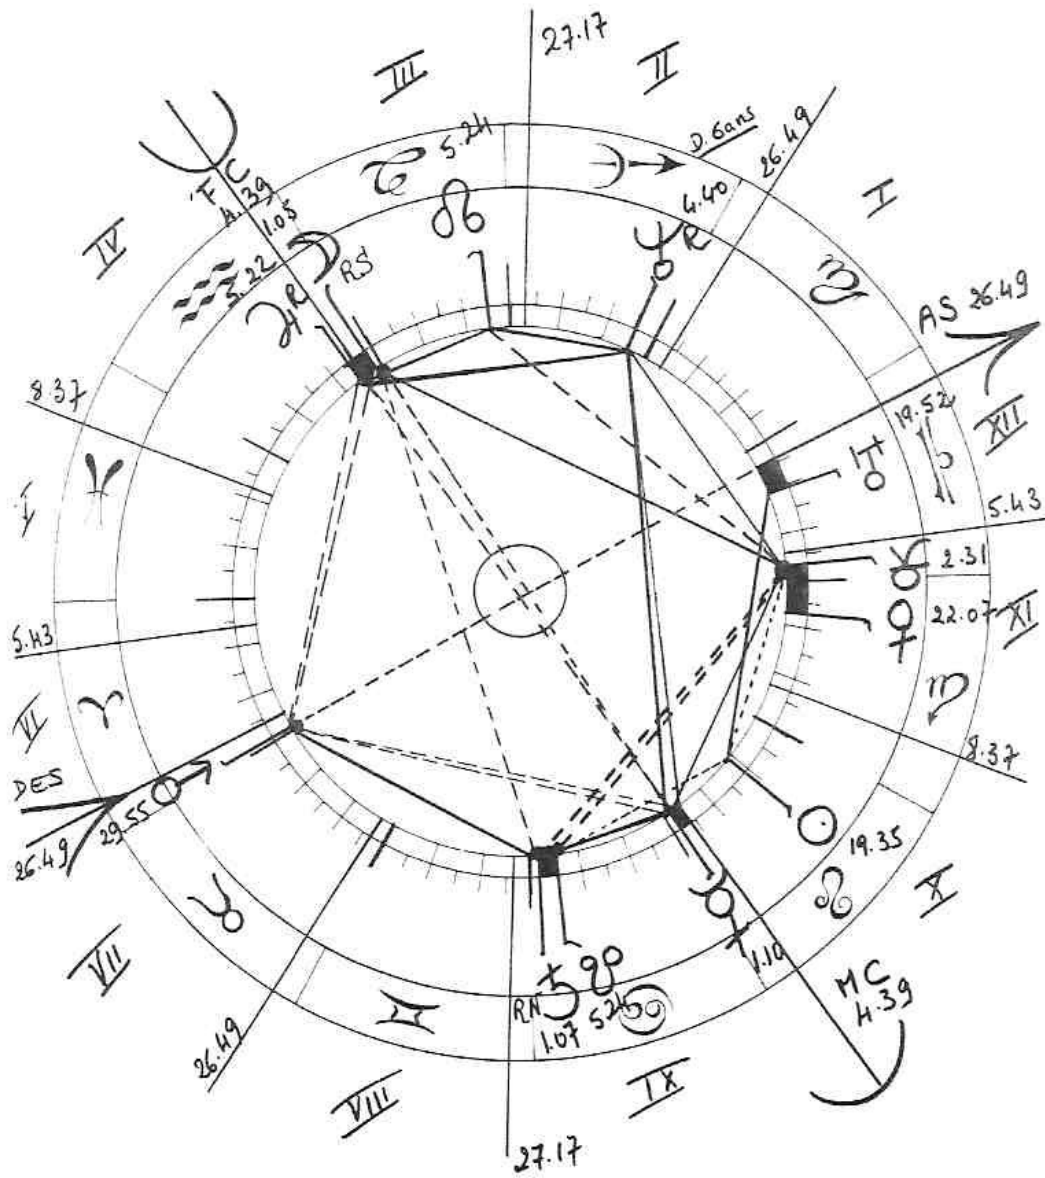 27.17
III
II
♑ 5.24
♐
D. Sans
26.49
FC
4.39
1.05
☊
4.40
♆ R
I
IV
♒
3.22
☽
RS
♃ R
♏
AS 26.49
8.37
19.52
XII
♅
♎
5.43
♓
2.31
22.07
♀
XI
5.43
VI
♈
♍
8.37
DES
♂
29.55
26.49
☉
19.35
♌
X
♉
☿
1.10
VII
MC
4.39
RN
☋
♊
1.07
5.24
♋
26.49
VIII
IX
27.17